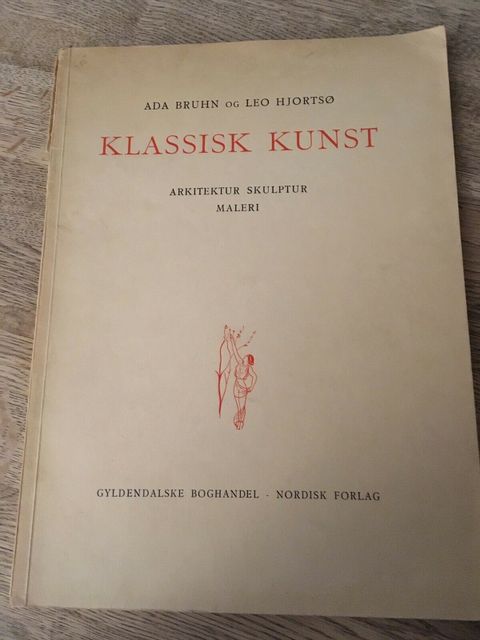 ADA BRUHN OG LEO HJORTSØ
KLASSISK KUNST
ARKITEKTUR SKULPTUR
MALERI
GYLDENDALSKE BOGHANDEL · NORDISK FORLAG